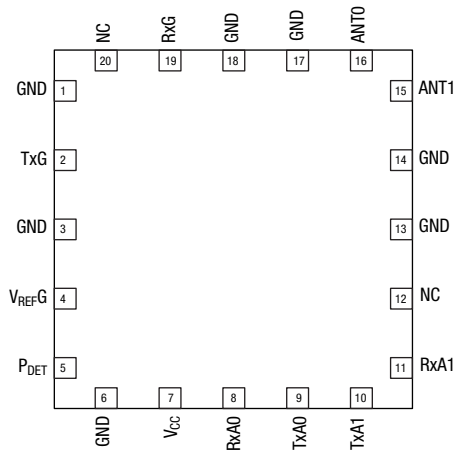 NC RxG GND GND ANT0
20 19 18 17 16
GND 1 15 ANT1
TxG 2 14 GND
GND 3 13 GND
VREFG 4 12 NC
PDET 5 11 RxA1
6 7 8 9 10
GND VCC RxA0 TxA0 TxA1